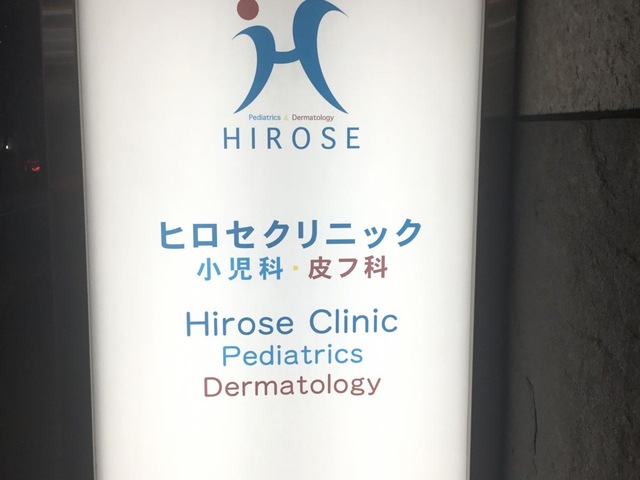 Pediatrics & Dermatology
HIROSE
ヒロセクリニック
小児科・皮フ科
Hirose Clinic
Pediatrics
Dermatology